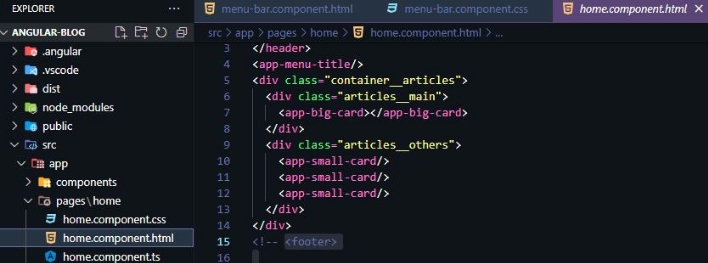 EXPLORER
ANGULAR-BLOG
.angular
.vscode
dist
node_modules
public
src
app
components
pages\home
home.component.css
home.component.html
home.component.ts
menu-bar.component.html
menu-bar.component.css
home.component.html
src > app > pages > home > home.component.html > ...
3 </header>
4 <app-menu-title/>
5 <div class="container__articles">
6 <div class="articles__main">
7 <app-big-card></app-big-card>
8 </div>
9 <div class="articles__others">
10 <app-small-card/>
11 <app-small-card/>
12 <app-small-card/>
13 </div>
14 </div>
15 <!-- <footer>
16